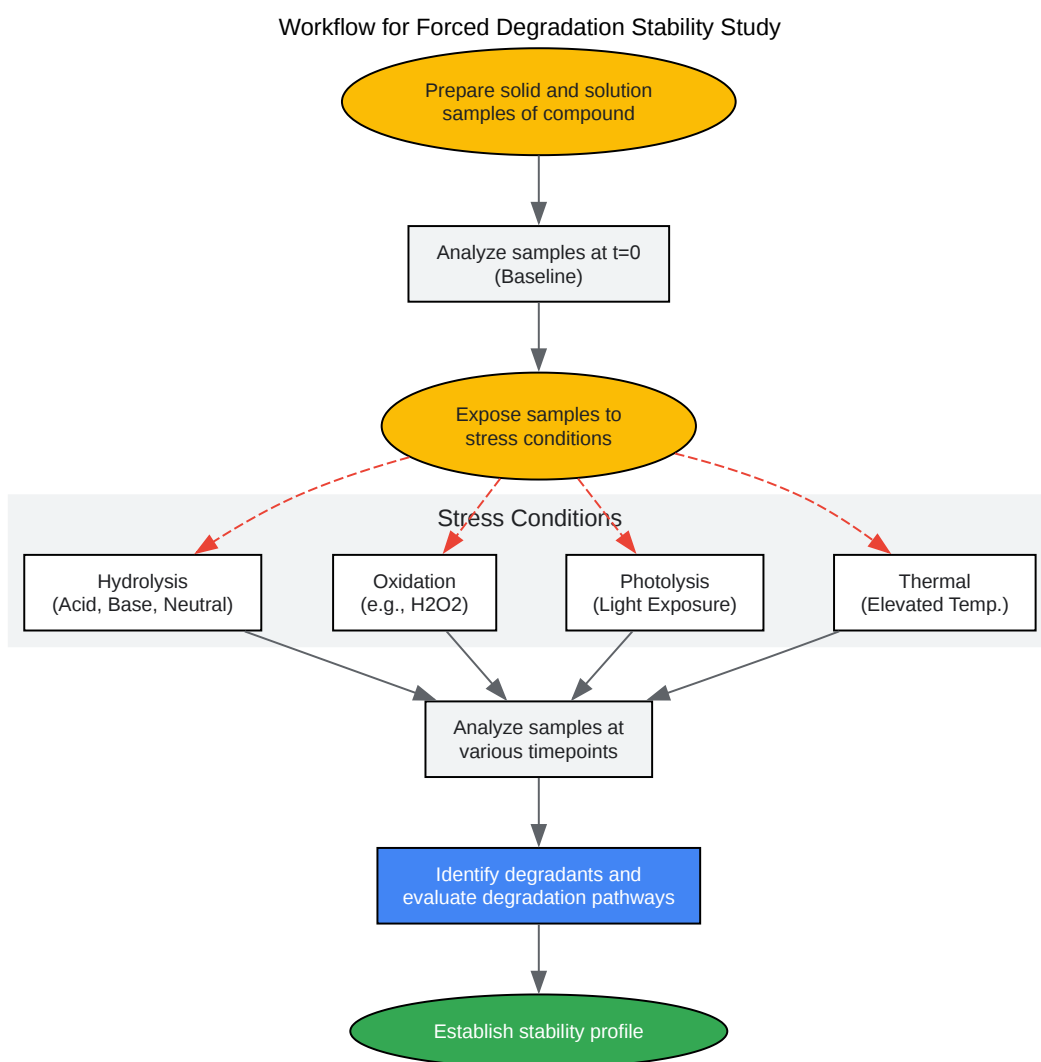 Workflow for Forced Degradation Stability Study
Prepare solid and solution
samples of compound
Analyze samples at t=0
(Baseline)
Expose samples to
stress conditions
Stress Conditions
Hydrolysis
(Acid, Base, Neutral)
Oxidation
(e.g., H2O2)
Photolysis
(Light Exposure)
Thermal
(Elevated Temp.)
Analyze samples at
various timepoints
Identify degradants and
evaluate degradation pathways
Establish stability profile